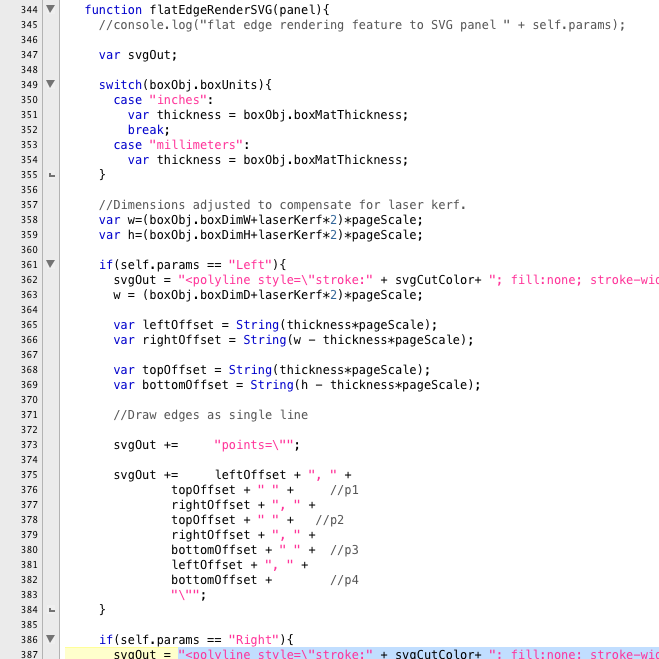 344 function flatEdgeRenderSVG(panel){
345 //console.log("flat edge rendering feature to SVG panel " + self.params);
346
347 var svgOut;
348
349 switch(boxObj.boxUnits){
350 case "inches":
351 var thickness = boxObj.boxMatThickness;
352 break;
353 case "millimeters":
354 var thickness = boxObj.boxMatThickness;
355 }
356
357 //Dimensions adjusted to compensate for laser kerf.
358 var w=(boxObj.boxDimW+laserKerf*2)*pageScale;
359 var h=(boxObj.boxDimH+laserKerf*2)*pageScale;
360
361 if(self.params == "Left"){
362 svgOut = "<polyline style=\"stroke:" + svgCutColor+ "; fill:none; stroke-wid
363 w = (boxObj.boxDimD+laserKerf*2)*pageScale;
364
365 var leftOffset = String(thickness*pageScale);
366 var rightOffset = String(w - thickness*pageScale);
367
368 var topOffset = String(thickness*pageScale);
369 var bottomOffset = String(h - thickness*pageScale);
370
371 //Draw edges as single line
372
373 svgOut += "points=\"";
374
375 svgOut += leftOffset + ", " +
376 topOffset + " " + //p1
377 rightOffset + ", " +
378 topOffset + " " + //p2
379 rightOffset + ", " +
380 bottomOffset + " " + //p3
381 leftOffset + ", " +
382 bottomOffset + //p4
383 "\"";
384 }
385
386 if(self.params == "Right"){
387 svgOut = "<polyline style=\"stroke:" + svgCutColor+ "; fill:none; stroke-wid